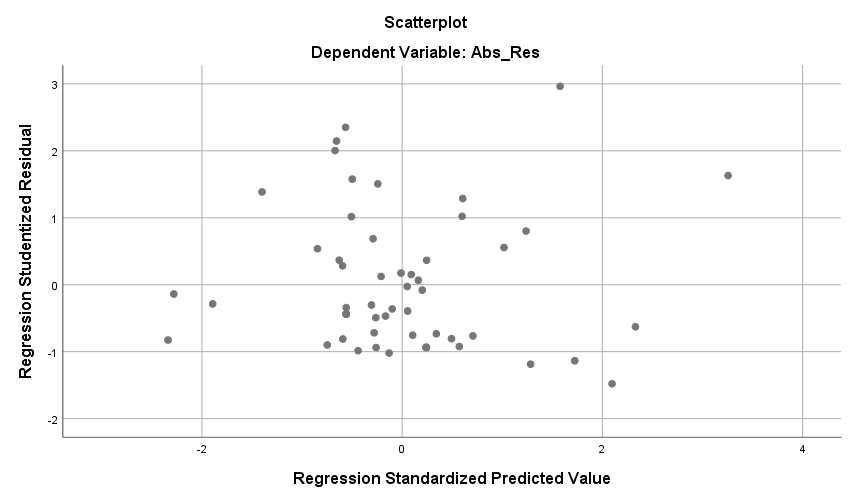 Scatterplot
Dependent Variable: Abs_Res
Regression Studentized Residual
3
2
1
0
-1
-2
-2
0
2
4
Regression Standardized Predicted Value